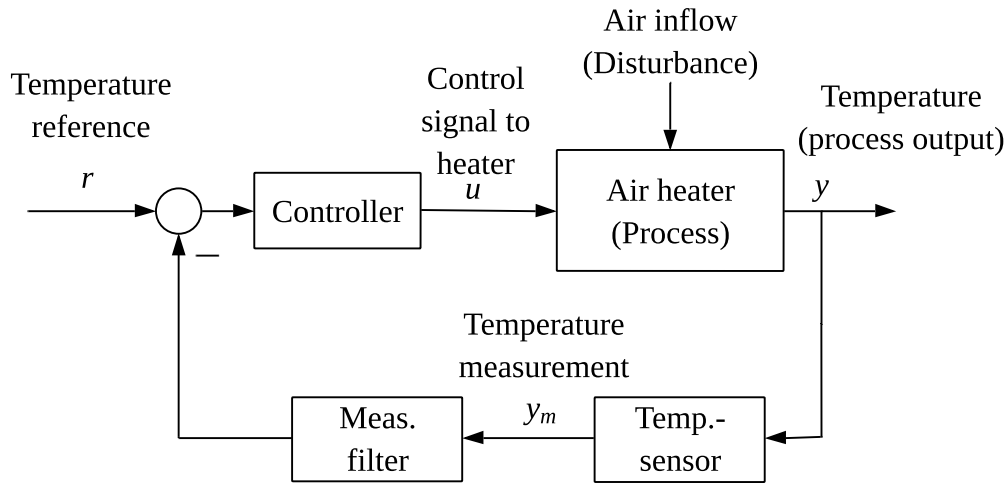 Air inflow
(Disturbance)
Temperature
reference
Control
signal to
heater
Temperature
(process output)
r
u
y
Controller
Air heater
(Process)
–
Temperature
measurement
ym
Meas.
filter
Temp.-
sensor